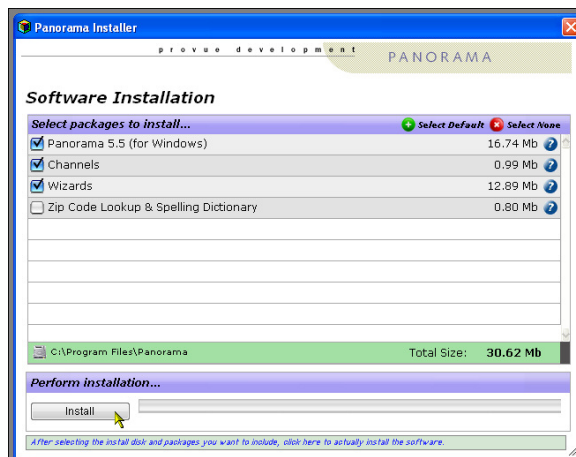 Panorama Installer
provue development
PANORAMA
Software Installation
Select packages to install... Select Default Select None
Panorama 5.5 (for Windows) 16.74 Mb ?
Channels 0.99 Mb ?
Wizards 12.89 Mb ?
Zip Code Lookup & Spelling Dictionary 0.80 Mb ?
C:\Program Files\Panorama Total Size: 30.62 Mb
Perform installation...
Install
After selecting the install disk and packages you want to include, click here to actually install the software.